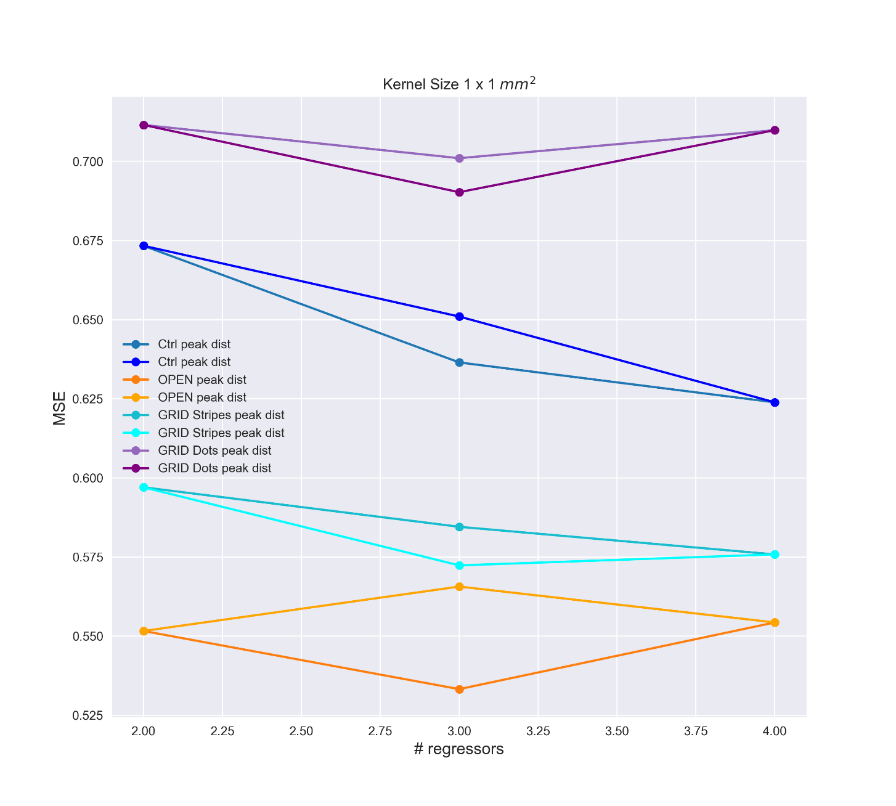 Kernel Size 1 x 1 mm²
MSE
0.700
0.675
0.650
0.625
0.600
0.575
0.550
0.525
Ctrl peak dist
Ctrl peak dist
OPEN peak dist
OPEN peak dist
GRID Stripes peak dist
GRID Stripes peak dist
GRID Dots peak dist
GRID Dots peak dist
2.00 2.25 2.50 2.75 3.00 3.25 3.50 3.75 4.00
# regressors